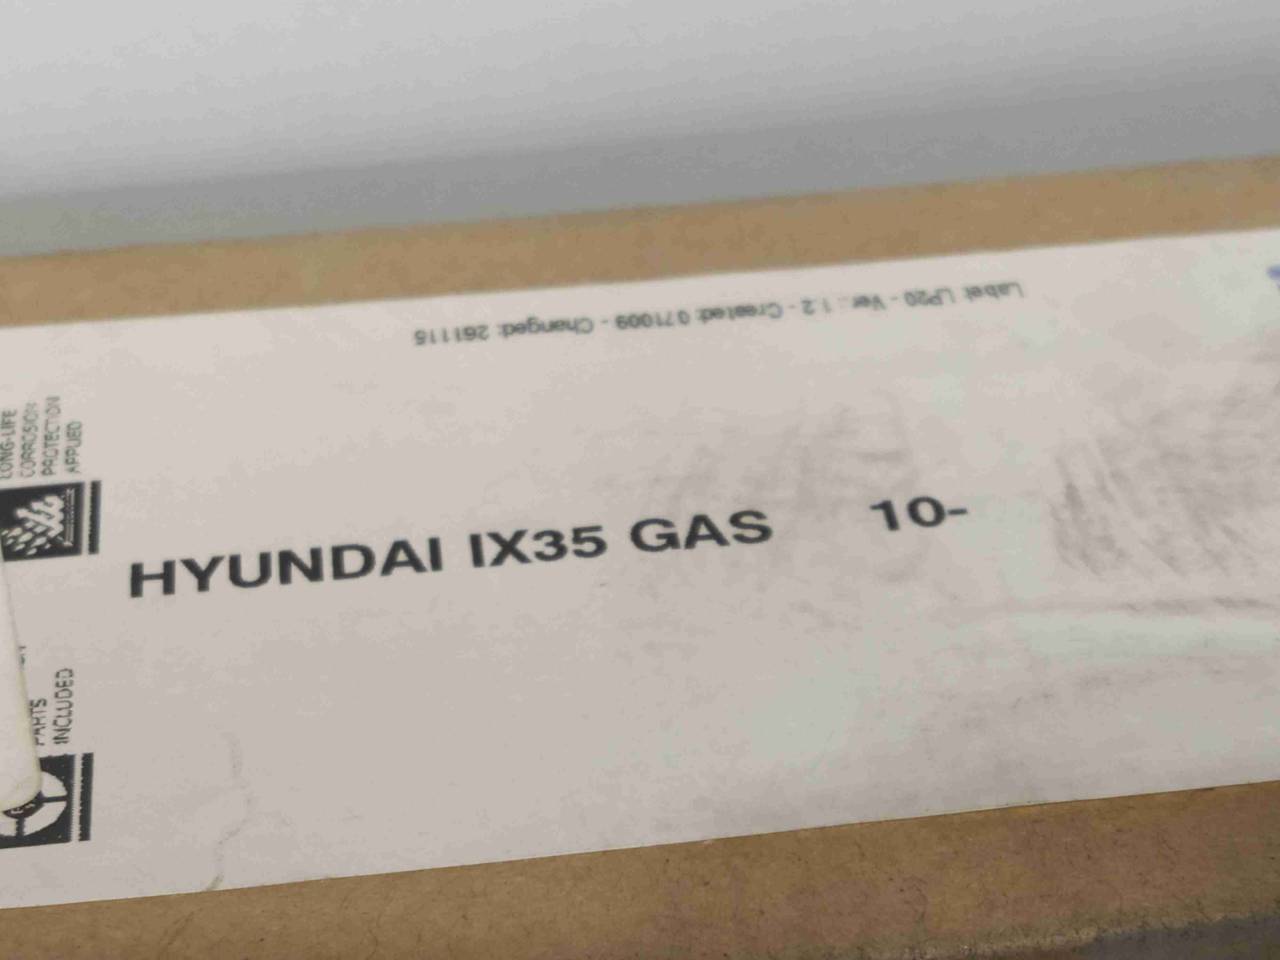 Label: LP20 - Ver.: 1.2 - Created: 071009 - Changed: 261115
LONG-LIFE
CORROSION
PROTECTION
APPLIED
HYUNDAI IX35 GAS 10-
PARTS
INCLUDED